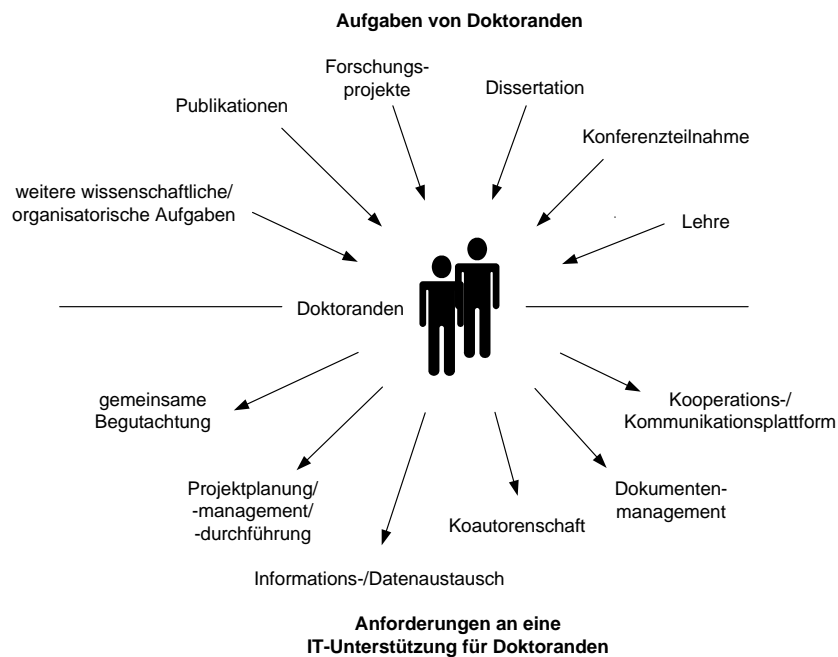 Aufgaben von Doktoranden
Forschungs-
projekte
Dissertation
Publikationen
Konferenzteilnahme
weitere wissenschaftliche/
organisatorische Aufgaben
Lehre
Doktoranden
gemeinsame
Begutachtung
Kooperations-/
Kommunikationsplattform
Projektplanung/
-management/
-durchführung
Dokumenten-
management
Koautorenschaft
Informations-/Datenaustausch
Anforderungen an eine
IT-Unterstützung für Doktoranden